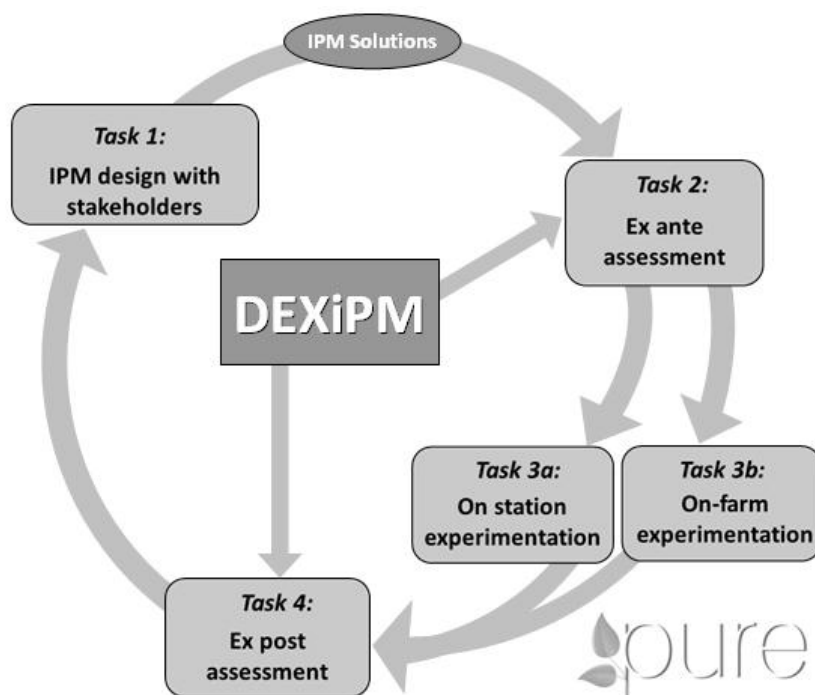 IPM Solutions
Task 1:
IPM design with
stakeholders
Task 2:
Ex ante
assessment
DEXiPM
Task 3a:
On station
experimentation
Task 3b:
On-farm
experimentation
Task 4:
Ex post
assessment
pure